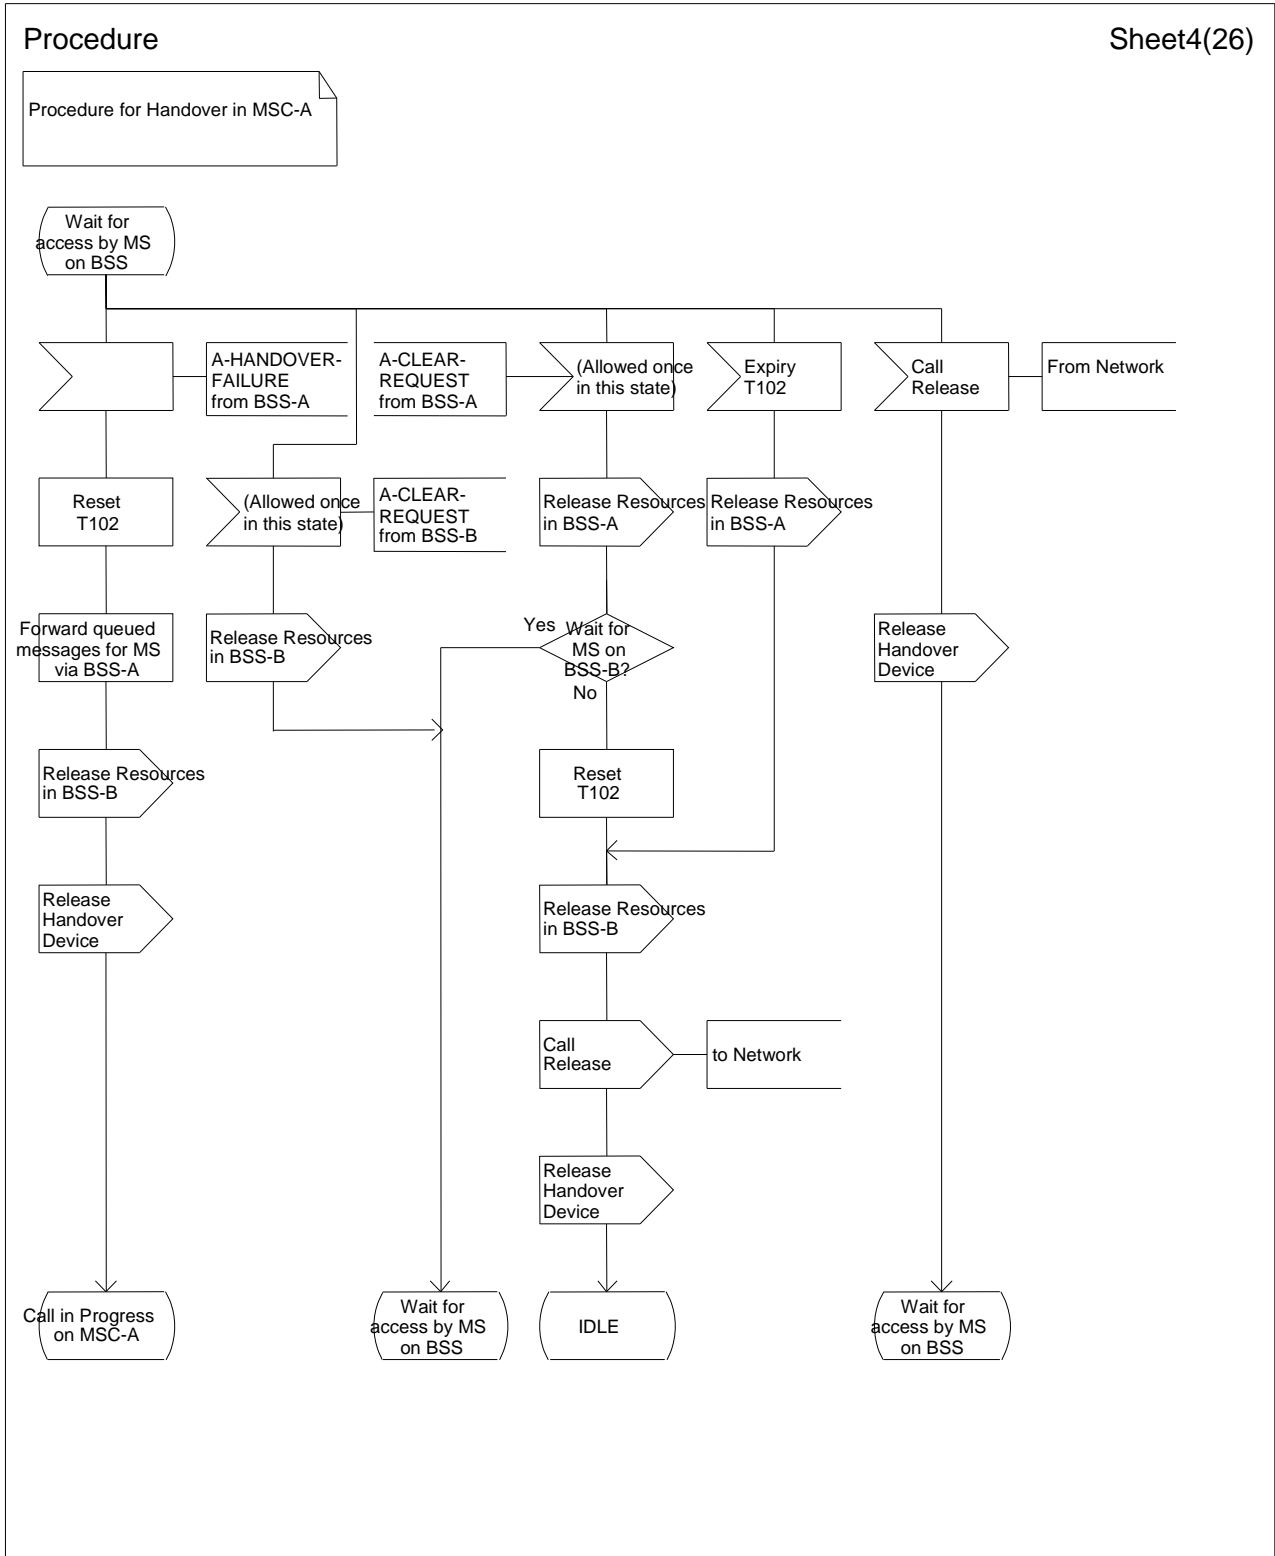 Procedure
Sheet4(26)
Procedure for Handover in MSC-A
Wait for
access by MS
on BSS
A-HANDOVER-
FAILURE
from BSS-A
A-CLEAR-
REQUEST
from BSS-A
(Allowed once
in this state)
Expiry
T102
Call
Release
From Network
Reset
T102
(Allowed once
in this state)
A-CLEAR-
REQUEST
from BSS-B
Release Resources
in BSS-A
Release Resources
in BSS-A
Forward queued
messages for MS
via BSS-A
Release Resources
in BSS-B
Yes
Wait for
MS on
BSS-B?
No
Release
Handover
Device
Release Resources
in BSS-B
Reset
T102
Release
Handover
Device
Release Resources
in BSS-B
Call
Release
to Network
Release
Handover
Device
Call in Progress
on MSC-A
Wait for
access by MS
on BSS
IDLE
Wait for
access by MS
on BSS